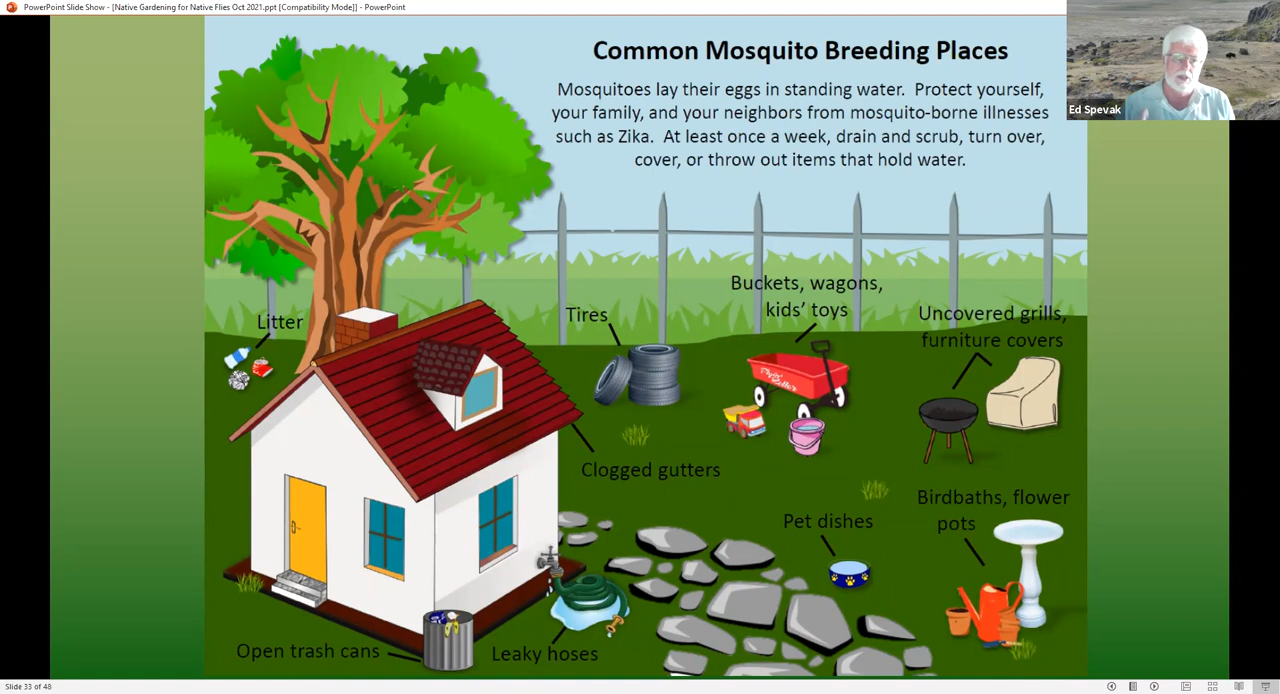 PowerPoint Slide Show - [Native Gardening for Native Flies Oct 2021.ppt [Compatibility Mode]] - PowerPoint
Common Mosquito Breeding Places
Mosquitoes lay their eggs in standing water. Protect yourself,
your family, and your neighbors from mosquito-borne illnesses
such as Zika. At least once a week, drain and scrub, turn over,
cover, or throw out items that hold water.
Ed Spevak
Buckets, wagons,
kids' toys
Litter
Tires
Uncovered grills,
furniture covers
Clogged gutters
Pet dishes
Birdbaths, flower
pots
Open trash cans
Leaky hoses
Slide 33 of 48